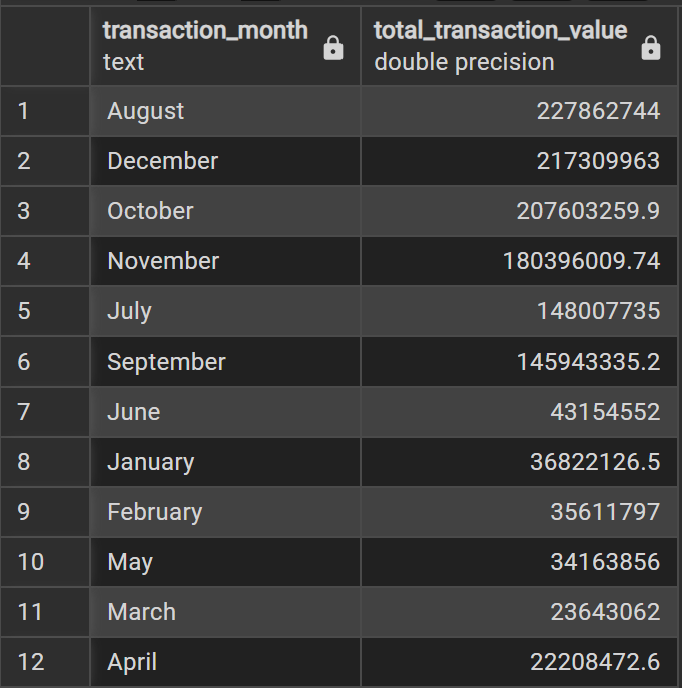 transaction_month total_transaction_value
text double precision
1 August 227862744
2 December 217309963
3 October 207603259.9
4 November 180396009.74
5 July 148007735
6 September 145943335.2
7 June 43154552
8 January 36822126.5
9 February 35611797
10 May 34163856
11 March 23643062
12 April 22208472.6